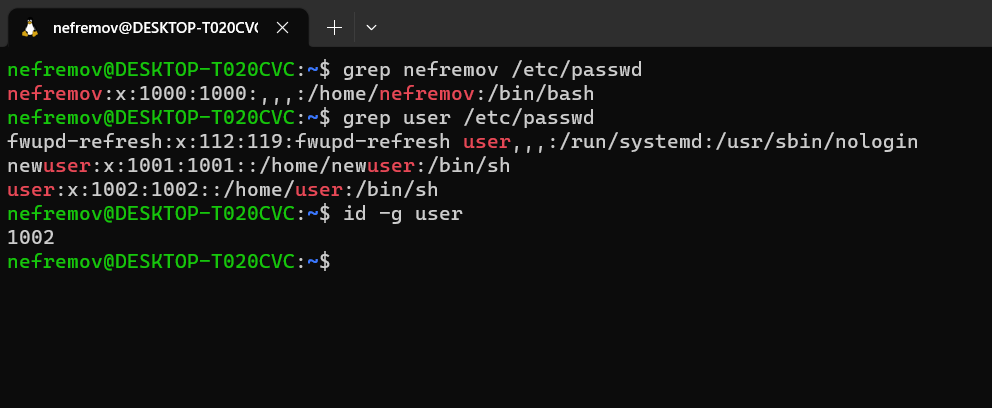 nefremov@DESKTOP-T020CVC
nefremov@DESKTOP-T020CVC:~$ grep nefremov /etc/passwd
nefremov:x:1000:1000:,,,:/home/nefremov:/bin/bash
nefremov@DESKTOP-T020CVC:~$ grep user /etc/passwd
fwupd-refresh:x:112:119:fwupd-refresh user,,,:/run/systemd:/usr/sbin/nologin
newuser:x:1001:1001::/home/newuser:/bin/sh
user:x:1002:1002::/home/user:/bin/sh
nefremov@DESKTOP-T020CVC:~$ id -g user
1002
nefremov@DESKTOP-T020CVC:~$